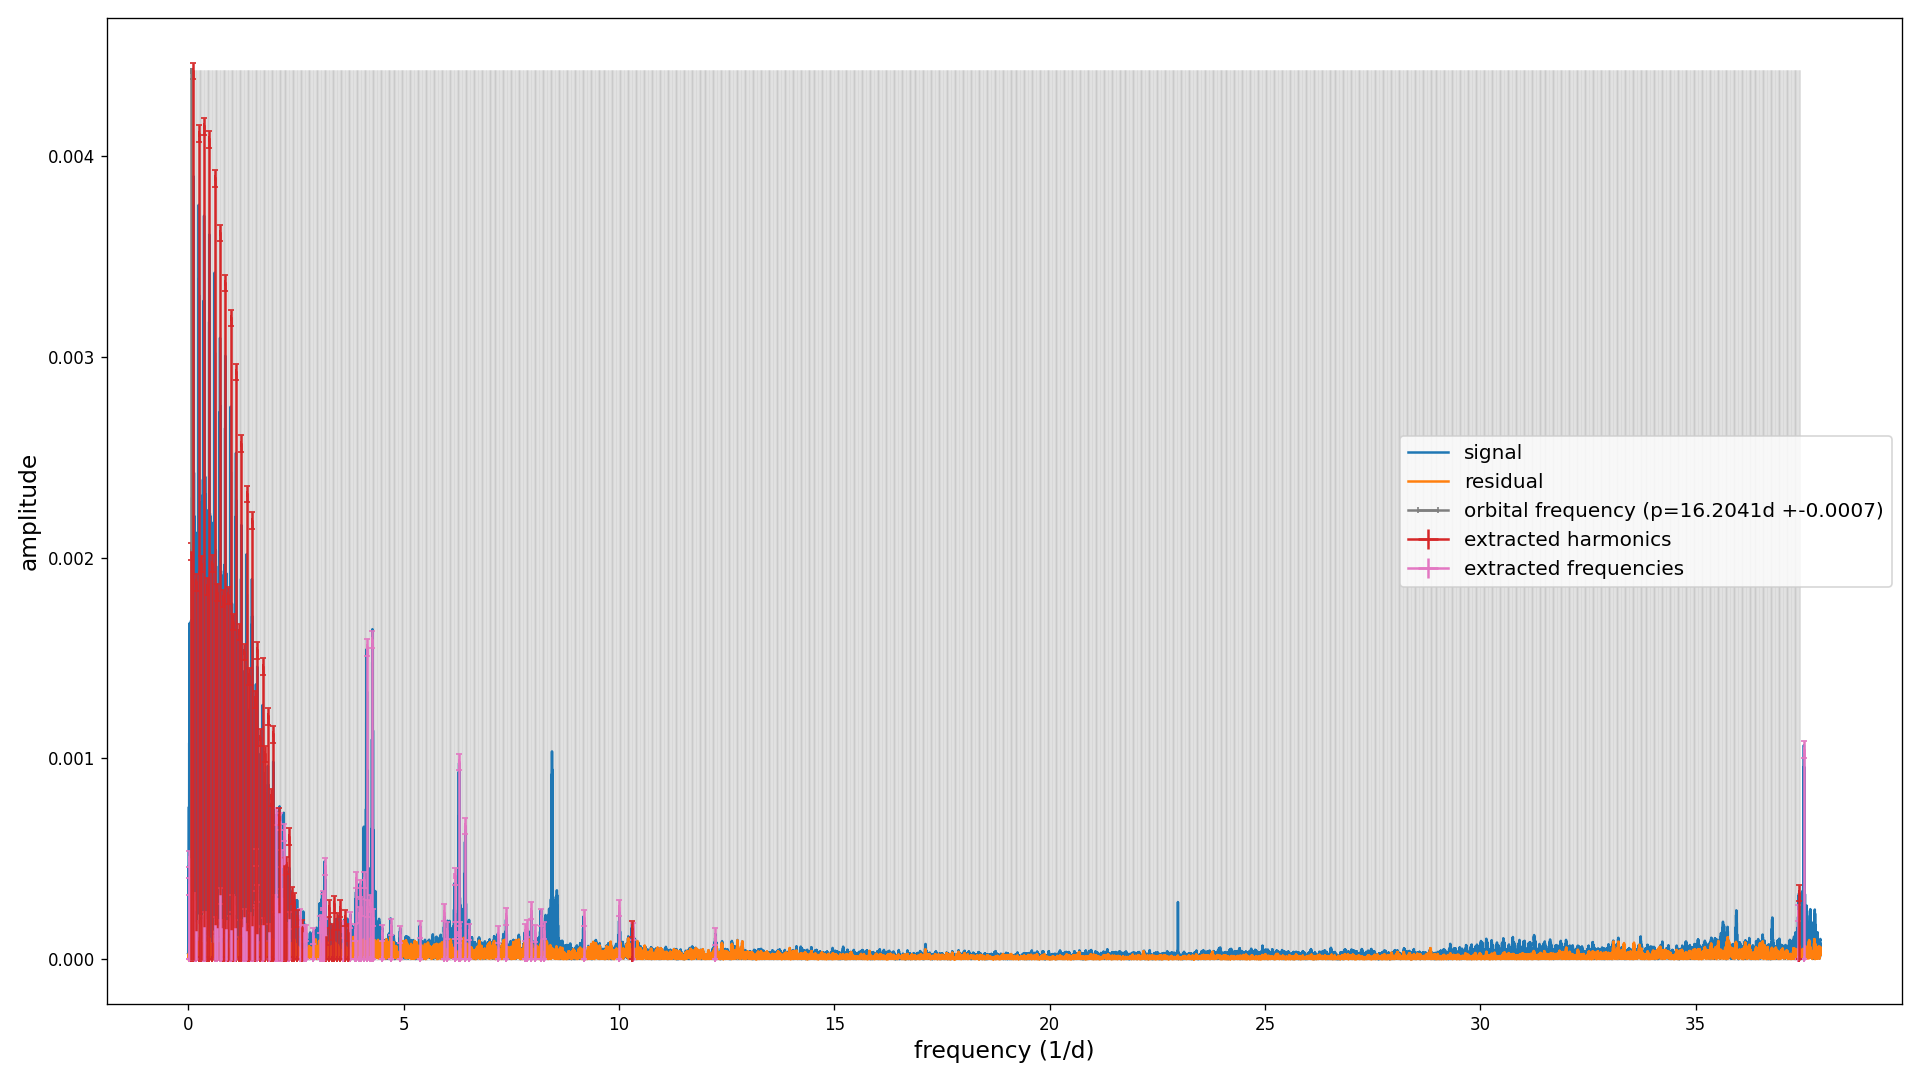 0.004
0.003
0.002
0.001
0.000
amplitude
0
5
10
15
20
25
30
35
frequency (1/d)
signal
residual
orbital frequency (p=16.2041d +-0.0007)
extracted harmonics
extracted frequencies